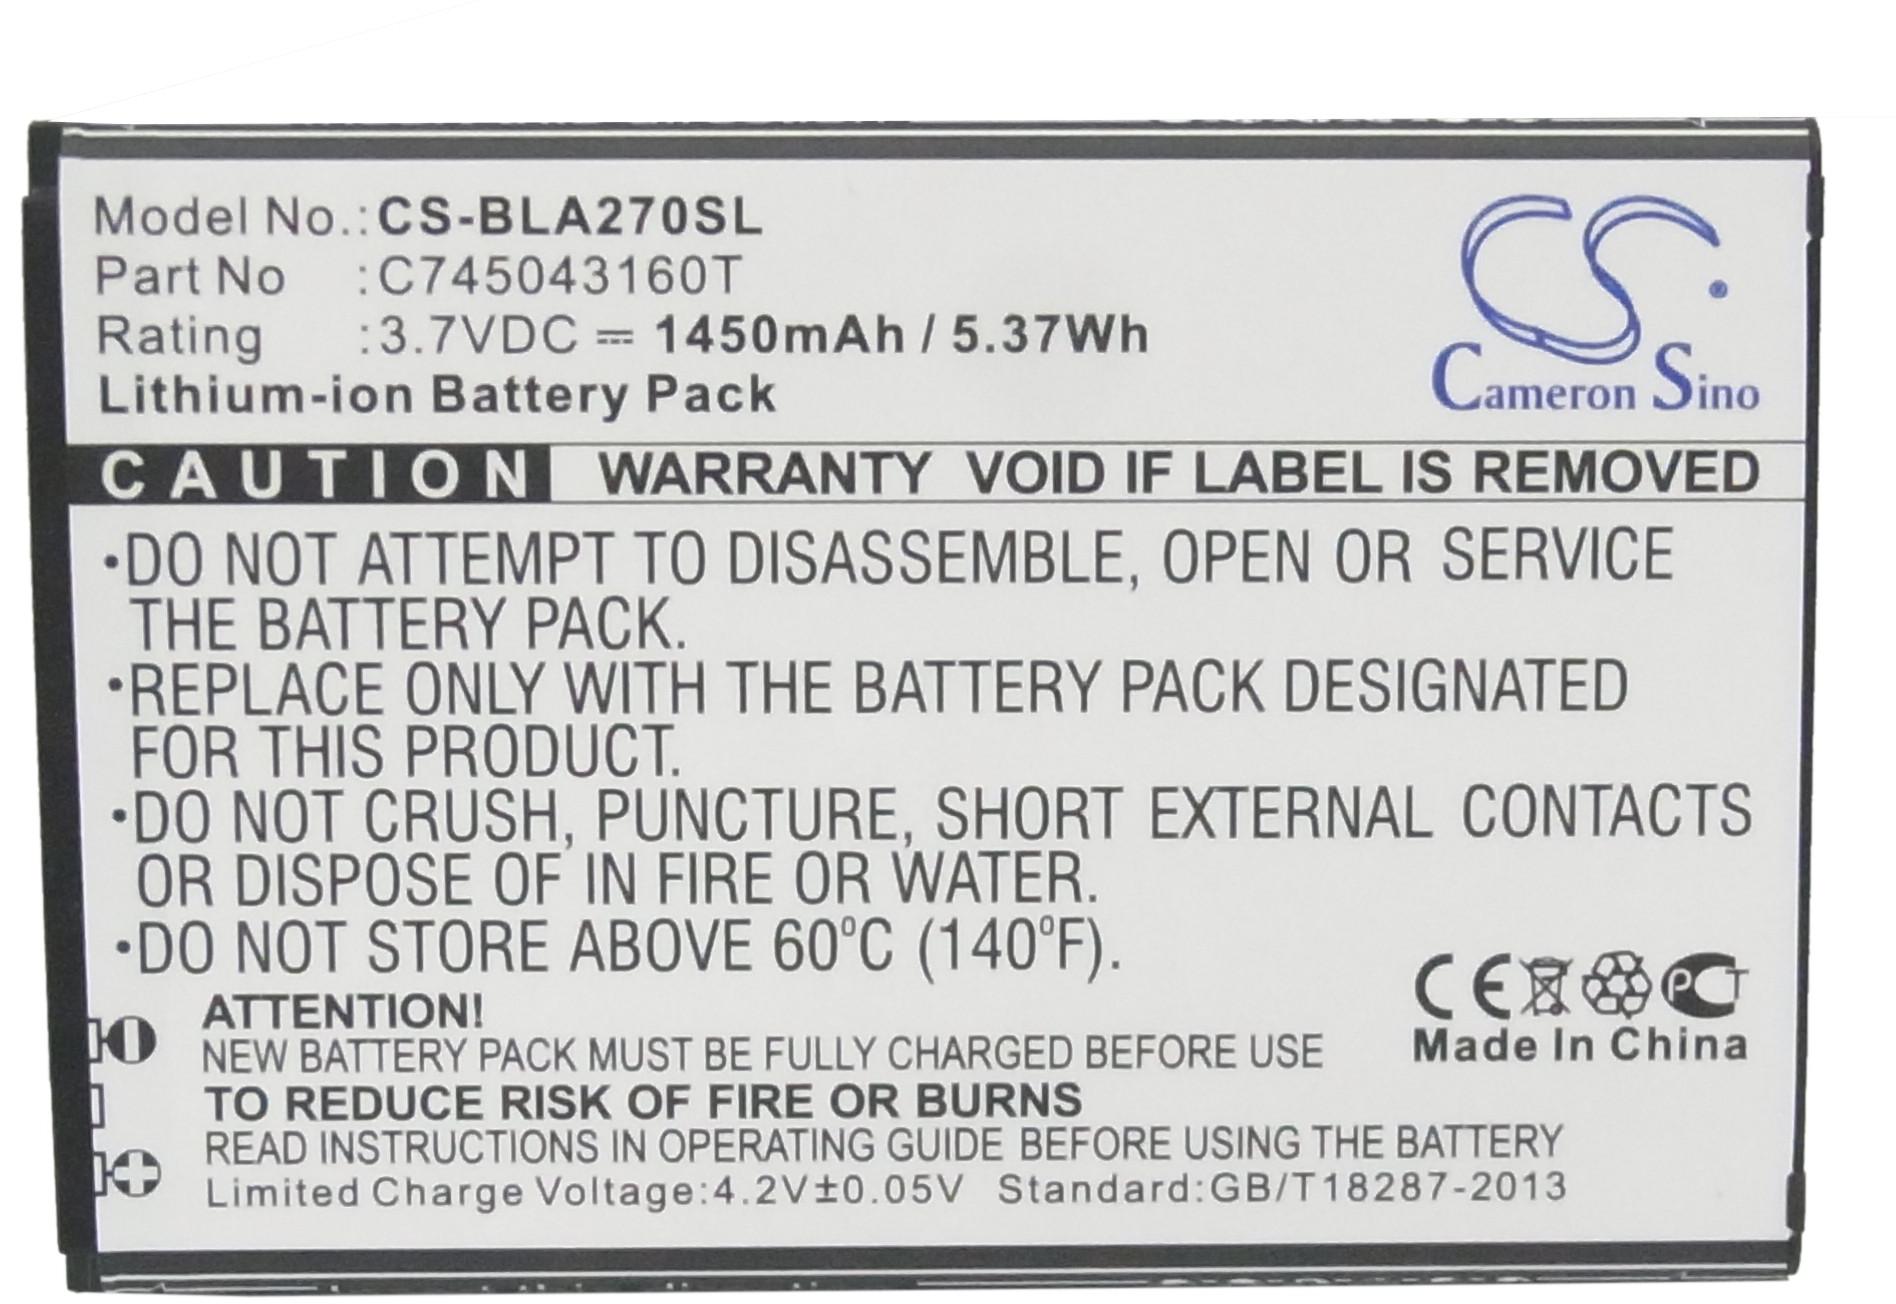 Model No.:CS-BLA270SL
Part No :C745043160T
Rating :3.7VDC ⎓ 1450mAh / 5.37Wh
Lithium-ion Battery Pack
CS ®
Cameron Sino
CAUTION WARRANTY VOID IF LABEL IS REMOVED
•DO NOT ATTEMPT TO DISASSEMBLE, OPEN OR SERVICE
THE BATTERY PACK.
•REPLACE ONLY WITH THE BATTERY PACK DESIGNATED
FOR THIS PRODUCT.
•DO NOT CRUSH, PUNCTURE, SHORT EXTERNAL CONTACTS
OR DISPOSE OF IN FIRE OR WATER.
•DO NOT STORE ABOVE 60°C (140°F).
CE PCT
Made In China
ATTENTION!
NEW BATTERY PACK MUST BE FULLY CHARGED BEFORE USE
TO REDUCE RISK OF FIRE OR BURNS
READ INSTRUCTIONS IN OPERATING GUIDE BEFORE USING THE BATTERY
Limited Charge Voltage:4.2V±0.05V Standard:GB/T18287-2013